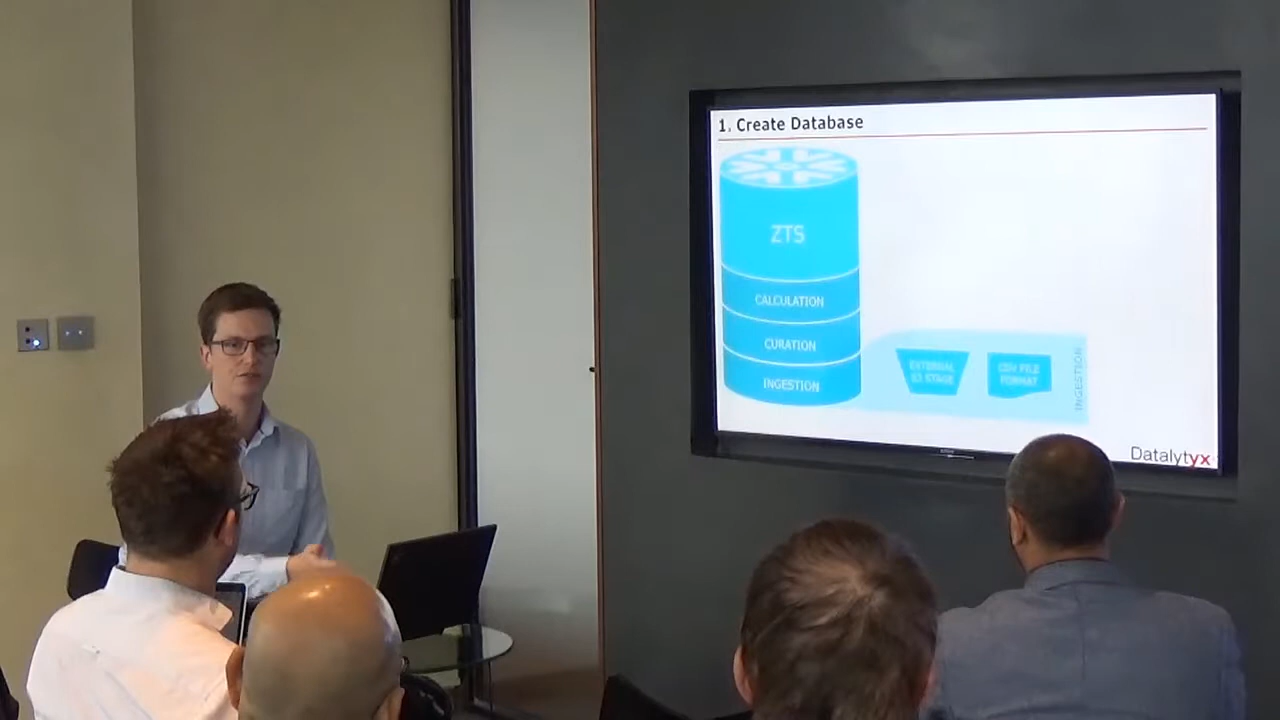 1. Create Database
ZTS
CALCULATION
CURATION
INGESTION
EXTERNAL
S3 STAGE
CSV FILE
FORMAT
INGESTION
Datalytyx